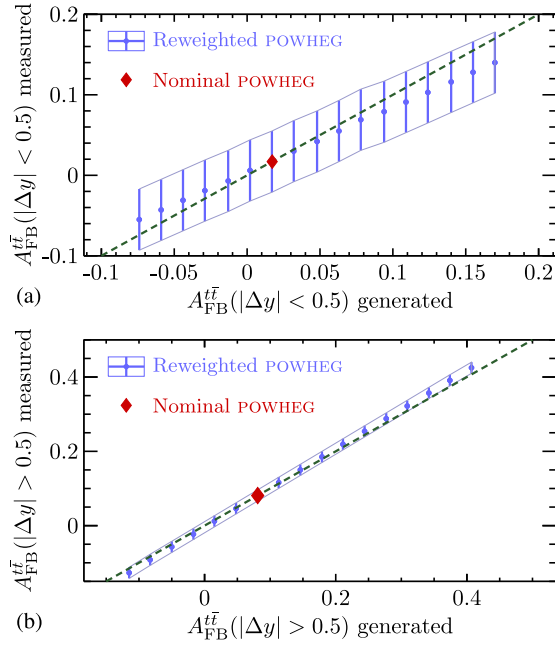 Reweighted POWHEG
Nominal POWHEG
0.2
0.1
0
-0.1
A_FB^{tt̄}(|Δy| < 0.5) measured
-0.1 -0.05 0 0.05 0.1 0.15 0.2
(a) A_FB^{tt̄}(|Δy| < 0.5) generated
Reweighted POWHEG
Nominal POWHEG
0.4
0.2
0
A_FB^{tt̄}(|Δy| > 0.5) measured
0 0.2 0.4
(b) A_FB^{tt̄}(|Δy| > 0.5) generated